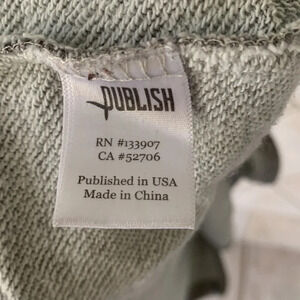 PUBLISH
RN #133907
CA #52706
Published in USA
Made in China